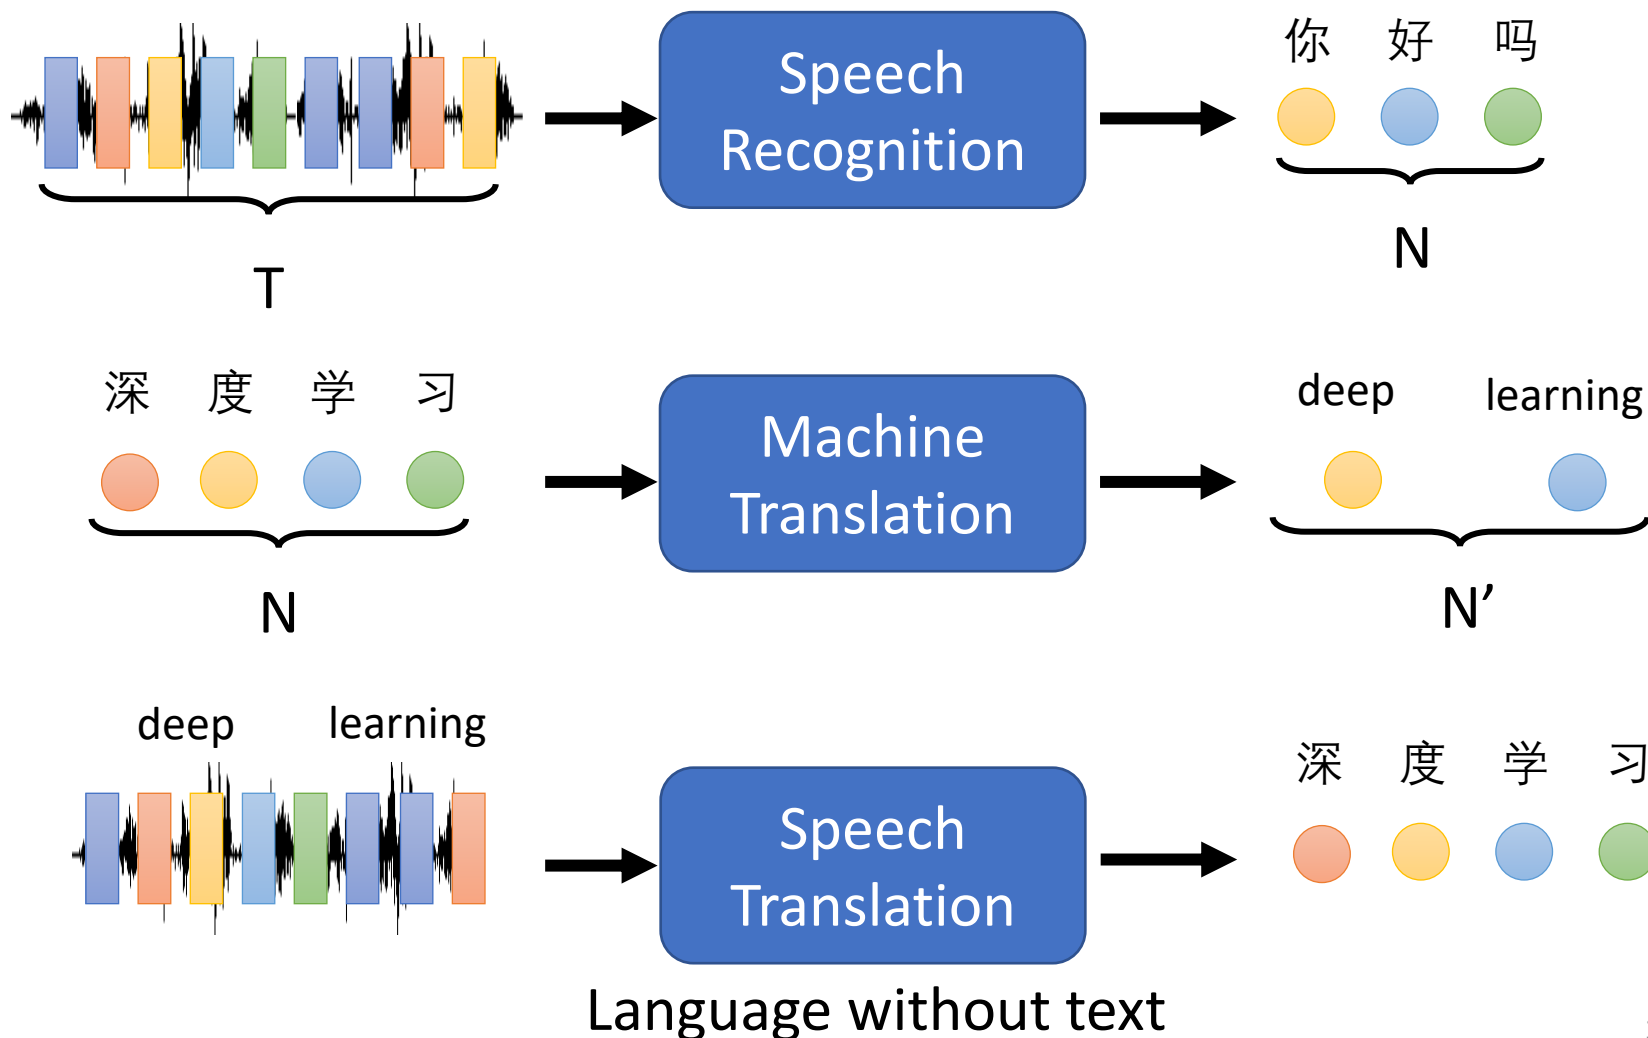 你 好 吗
Speech
Recognition
T
N
深 度 学 习
Machine
Translation
deep learning
N
N’
deep learning
Speech
Translation
深 度 学 习
Language without text